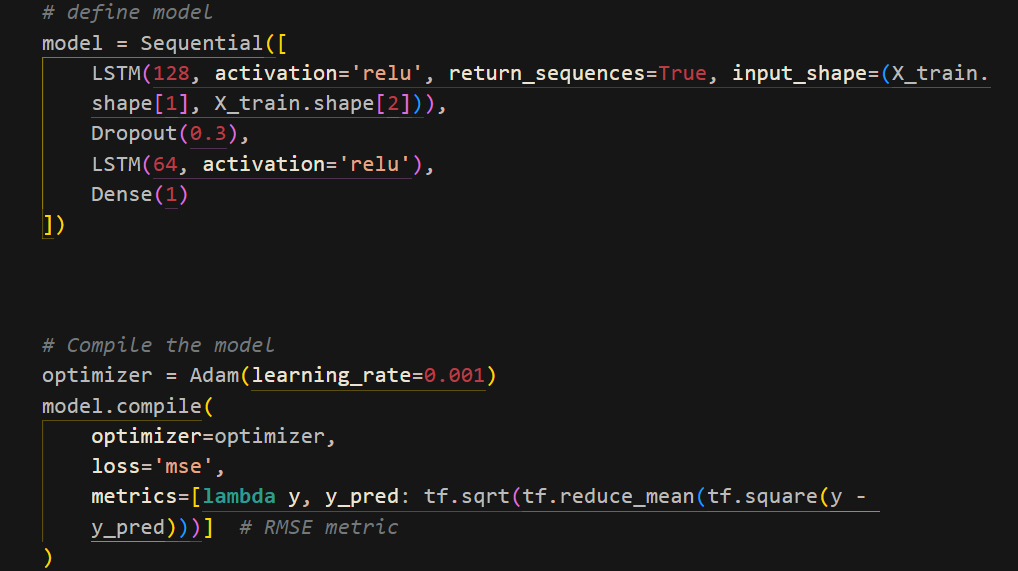 # define model
model = Sequential([
LSTM(128, activation='relu', return_sequences=True, input_shape=(X_train.
shape[1], X_train.shape[2])),
Dropout(0.3),
LSTM(64, activation='relu'),
Dense(1)
])
# Compile the model
optimizer = Adam(learning_rate=0.001)
model.compile(
optimizer=optimizer,
loss='mse',
metrics=[lambda y, y_pred: tf.sqrt(tf.reduce_mean(tf.square(y -
y_pred)))]  # RMSE metric
)